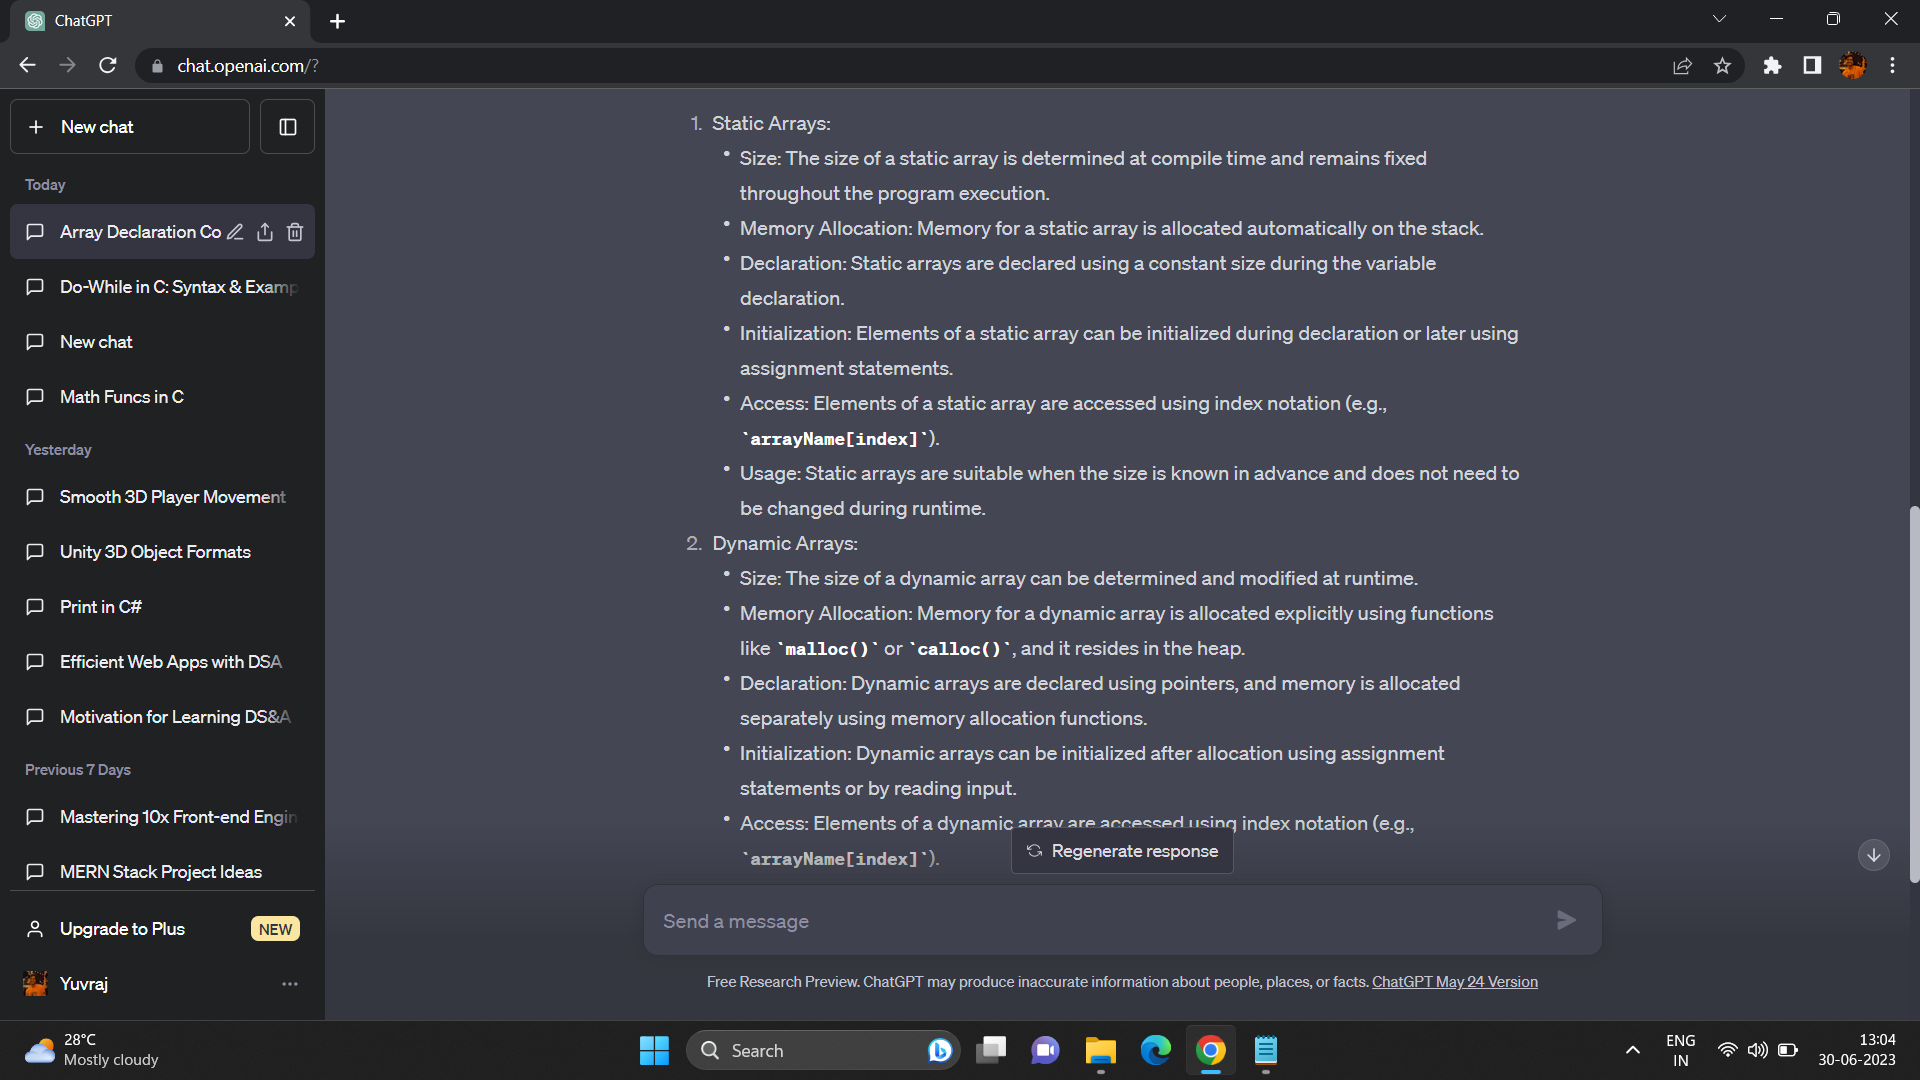 ChatGPT
chat.openai.com/?
New chat
Today
Array Declaration Co
Do-While in C: Syntax & Examp
New chat
Math Funcs in C
Yesterday
Smooth 3D Player Movement
Unity 3D Object Formats
Print in C#
Efficient Web Apps with DSA
Motivation for Learning DS&A
Previous 7 Days
Mastering 10x Front-end Engin
MERN Stack Project Ideas
Upgrade to Plus NEW
Yuvraj
1. Static Arrays:
• Size: The size of a static array is determined at compile time and remains fixed
throughout the program execution.
• Memory Allocation: Memory for a static array is allocated automatically on the stack.
• Declaration: Static arrays are declared using a constant size during the variable
declaration.
• Initialization: Elements of a static array can be initialized during declaration or later using
assignment statements.
• Access: Elements of a static array are accessed using index notation (e.g.,
`arrayName[index]`).
• Usage: Static arrays are suitable when the size is known in advance and does not need to
be changed during runtime.
2. Dynamic Arrays:
• Size: The size of a dynamic array can be determined and modified at runtime.
• Memory Allocation: Memory for a dynamic array is allocated explicitly using functions
like `malloc()` or `calloc()`, and it resides in the heap.
• Declaration: Dynamic arrays are declared using pointers, and memory is allocated
separately using memory allocation functions.
• Initialization: Dynamic arrays can be initialized after allocation using assignment
statements or by reading input.
• Access: Elements of a dynamic array are accessed using index notation (e.g.,
`arrayName[index]`).
Regenerate response
Send a message
Free Research Preview. ChatGPT may produce inaccurate information about people, places, or facts. ChatGPT May 24 Version
28°C
Mostly cloudy
Search
ENG
IN
13:04
30-06-2023